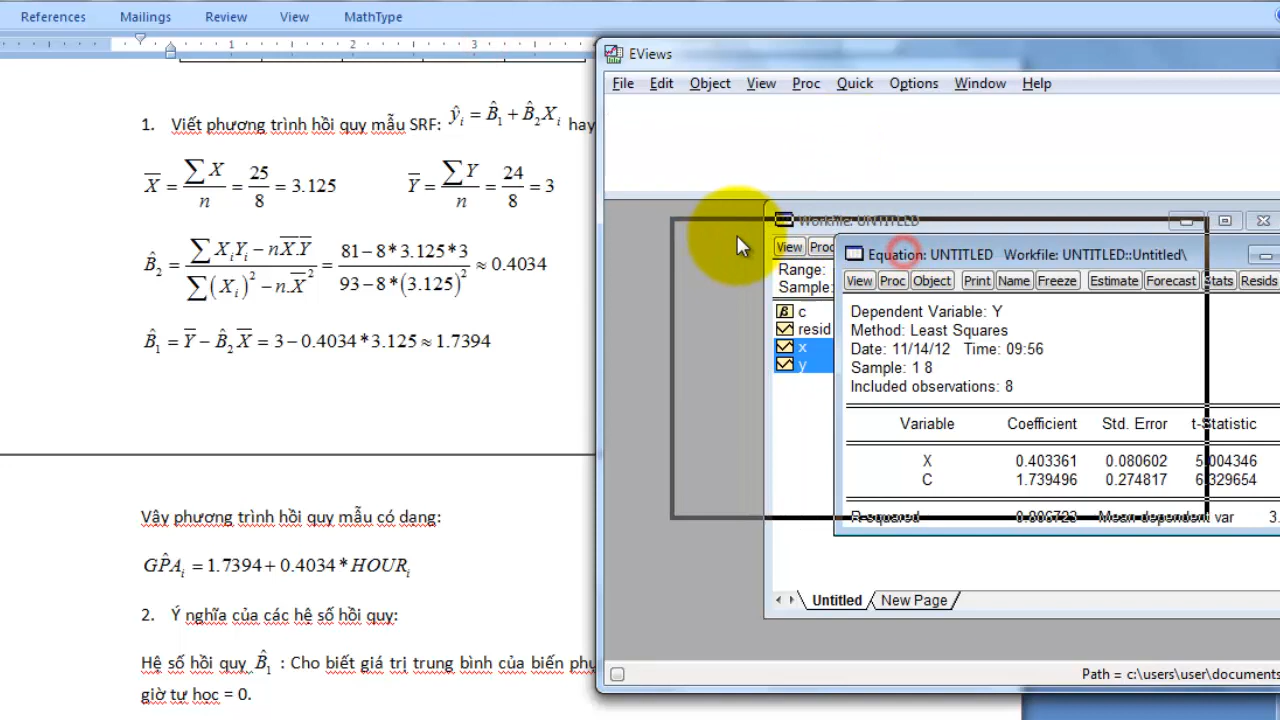 References Mailings Review View MathType
1 2 3
1. Viết phương trình hồi quy mẫu SRF: ŷᵢ = B̂₁ + B̂₂Xᵢ hay
X̄ = ∑X / n = 25 / 8 = 3.125 Ȳ = ∑Y / n = 24 / 8 = 3
B̂₂ = (∑XᵢYᵢ − nX̄.Ȳ) / (∑(Xᵢ)² − n.X̄²) = (81 − 8*3.125*3) / (93 − 8*(3.125)²) ≈ 0.4034
B̂₁ = Ȳ − B̂₂X̄ = 3 − 0.4034*3.125 ≈ 1.7394
Vậy phương trình hồi quy mẫu có dạng:
GP̂Aᵢ = 1.7394 + 0.4034*HOURᵢ
2. Ý nghĩa của các hệ số hồi quy:
Hệ số hồi quy B̂₁ : Cho biết giá trị trung bình của biến phụ
giờ tự học = 0.
EViews
File Edit Object View Proc Quick Options Window Help
Workfile: UNTITLED
View Proc
Range:
Sample:
c
resid
x
y
Equation: UNTITLED Workfile: UNTITLED::Untitled\
View Proc Object Print Name Freeze Estimate Forecast Stats Resids
Dependent Variable: Y
Method: Least Squares
Date: 11/14/12 Time: 09:56
Sample: 1 8
Included observations: 8
Variable Coefficient Std. Error t-Statistic
X 0.403361 0.080602 5.004346
C 1.739496 0.274817 6.329654
R-squared Mean dependent var 3.
Untitled New Page
Path = c:\users\user\documents